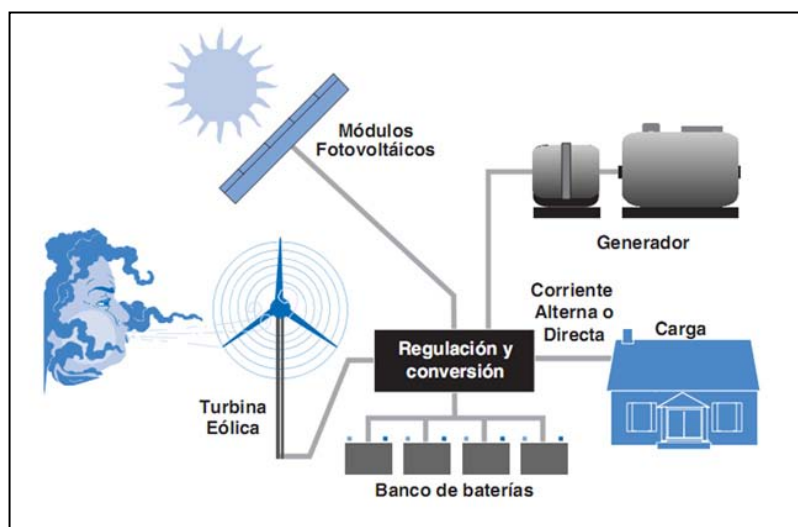 Módulos
Fotovoltáicos
Generador
Corriente
Alterna o
Directa
Carga
Regulación y
conversión
Turbina
Eólica
Banco de baterías